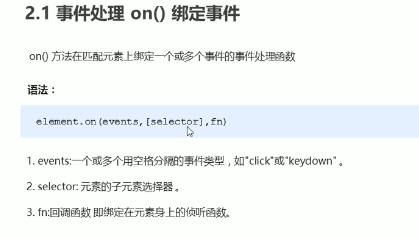 2.1 事件处理 on() 绑定事件
on() 方法在匹配元素上绑定一个或多个事件的事件处理函数
语法：
element.on(events,[selector],fn)
1. events:一个或多个用空格分隔的事件类型，如"click"或"keydown" 。
2. selector: 元素的子元素选择器 。
3. fn:回调函数 即绑定在元素身上的侦听函数。